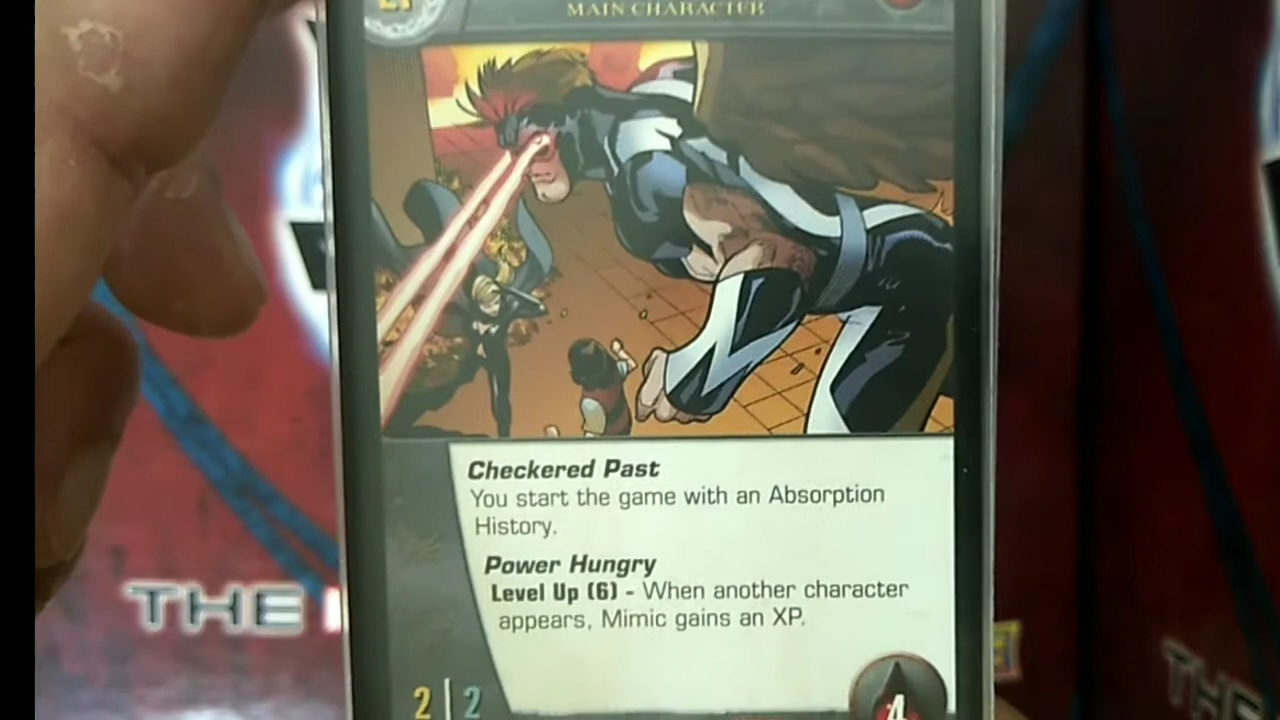 L1
MAIN CHARACTER
Checkered Past
You start the game with an Absorption
History.
Power Hungry
Level Up (6) - When another character
appears, Mimic gains an XP.
2 | 2
4
THE
THE